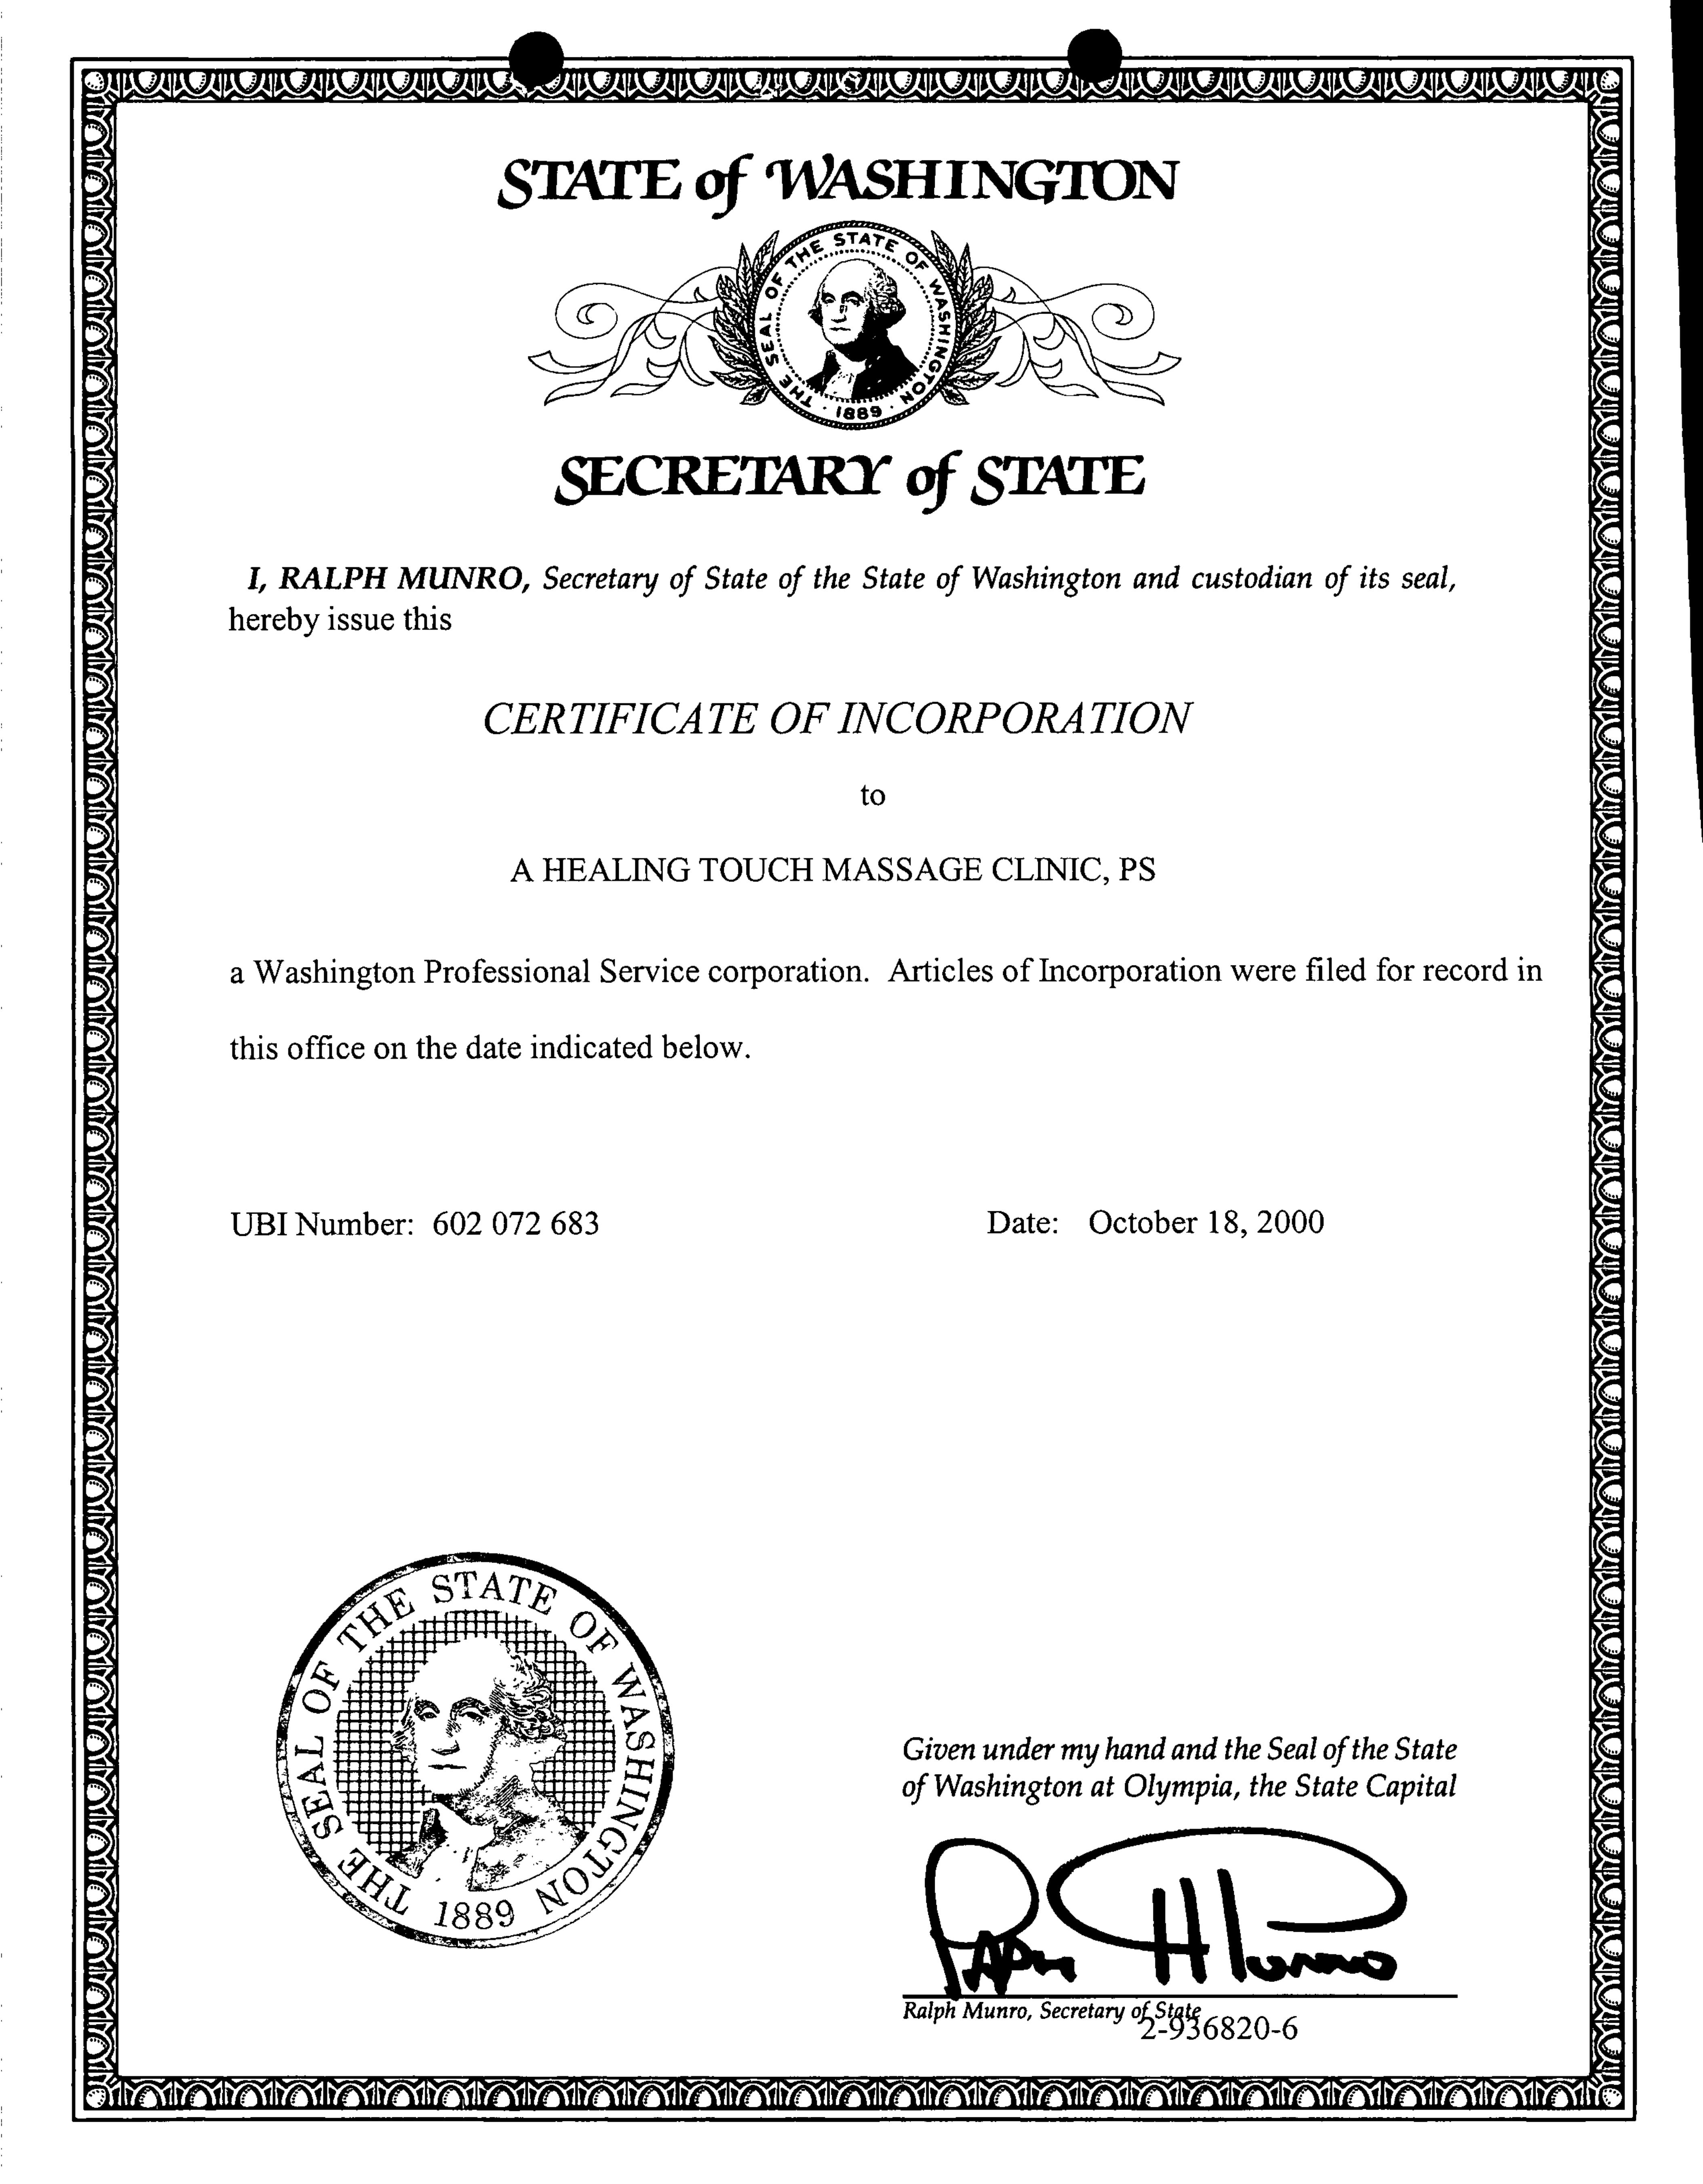 STATE of WASHINGTON
THE SEAL OF THE STATE OF WASHINGTON
1889
SECRETARY of STATE
I, RALPH MUNRO, Secretary of State of the State of Washington and custodian of its seal,
hereby issue this
CERTIFICATE OF INCORPORATION
to
A HEALING TOUCH MASSAGE CLINIC, PS
a Washington Professional Service corporation.  Articles of Incorporation were filed for record in
this office on the date indicated below.
UBI Number: 602 072 683
Date: October 18, 2000
THE SEAL OF THE STATE OF WASHINGTON
1889
Given under my hand and the Seal of the State
of Washington at Olympia, the State Capital
Ralph Munro
Ralph Munro, Secretary of State
2-936820-6